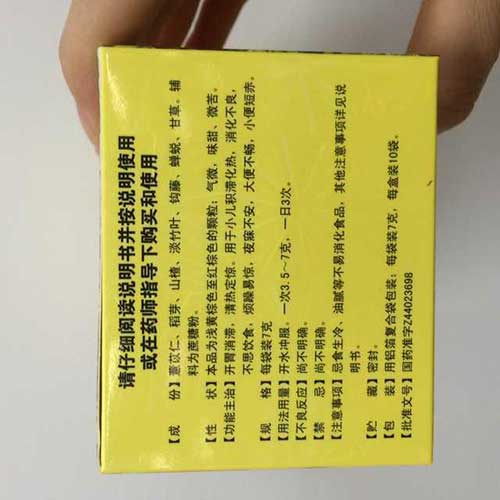 请仔细阅读说明书并按说明使用
或在药师指导下购买和使用
【成　份】薏苡仁、稻芽、山楂、淡竹叶、钩藤、蝉蜕、甘草。辅
料为蔗糖粉。
【性　状】本品为浅黄棕色至红棕色的颗粒；气微，味甜、微苦。
【功能主治】开胃消滞，清热定惊。用于小儿积滞化热，消化不良，
不思饮食，烦躁易惊，夜寐不安，大便不畅，小便短赤。
【规　格】每袋装7克
【用法用量】开水冲服。一次3.5～7克，一日3次。
【不良反应】尚不明确。
【禁　忌】尚不明确。
【注意事项】忌食生冷、油腻等不易消化食品，其他注意事项详见说
明书。
【贮　藏】密封。
【包　装】用铝箔复合袋包装；每袋装7克，每盒装10袋。
【批准文号】国药准字Z44023698